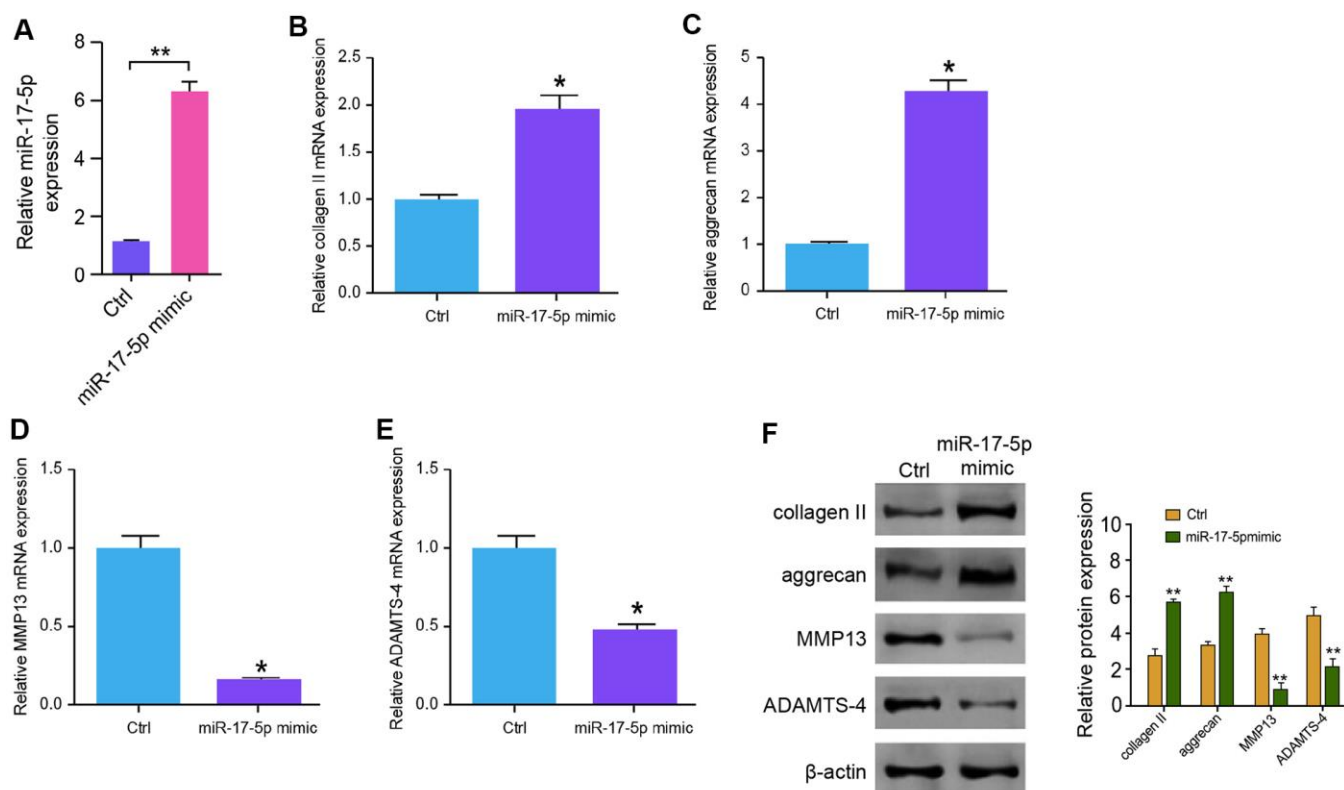 A
Relative miR-17-5p
expression
8
6
4
2
0
**
Ctrl
miR-17-5p mimic
B
Relative collagen II mRNA expression
2.5
2.0
1.5
1.0
0.5
0.0
*
Ctrl
miR-17-5p mimic
C
Relative aggrecan mRNA expression
5
4
3
2
1
0
*
Ctrl
miR-17-5p mimic
D
Relative MMP13 mRNA expression
1.5
1.0
0.5
0.0
*
Ctrl
miR-17-5p mimic
E
Relative ADAMTS-4 mRNA expression
1.5
1.0
0.5
0.0
*
Ctrl
miR-17-5p mimic
F
Ctrl
miR-17-5p
mimic
collagen II
aggrecan
MMP13
ADAMTS-4
β-actin
Relative protein expression
10
8
6
4
2
0
Ctrl
miR-17-5pmimic
**
**
**
**
collagen II
aggrecan
MMP13
ADAMTS-4